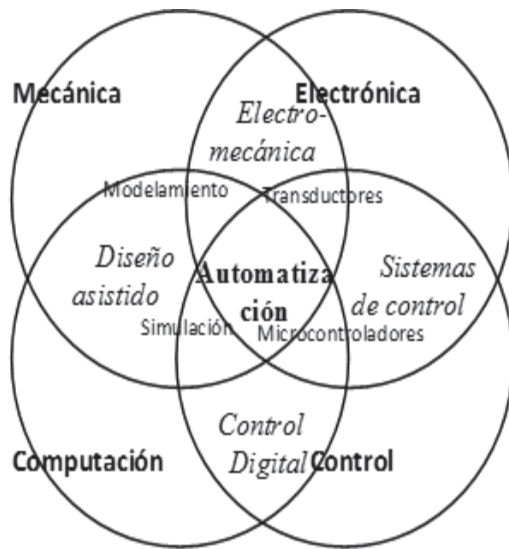 Mecánica
Electrónica
Electro-
mecánica
Modelamiento
Transductores
Diseño
asistido
Automatiza
ción
Sistemas
de control
Simulación
Microcontroladores
Control
Digital
Computación
Control